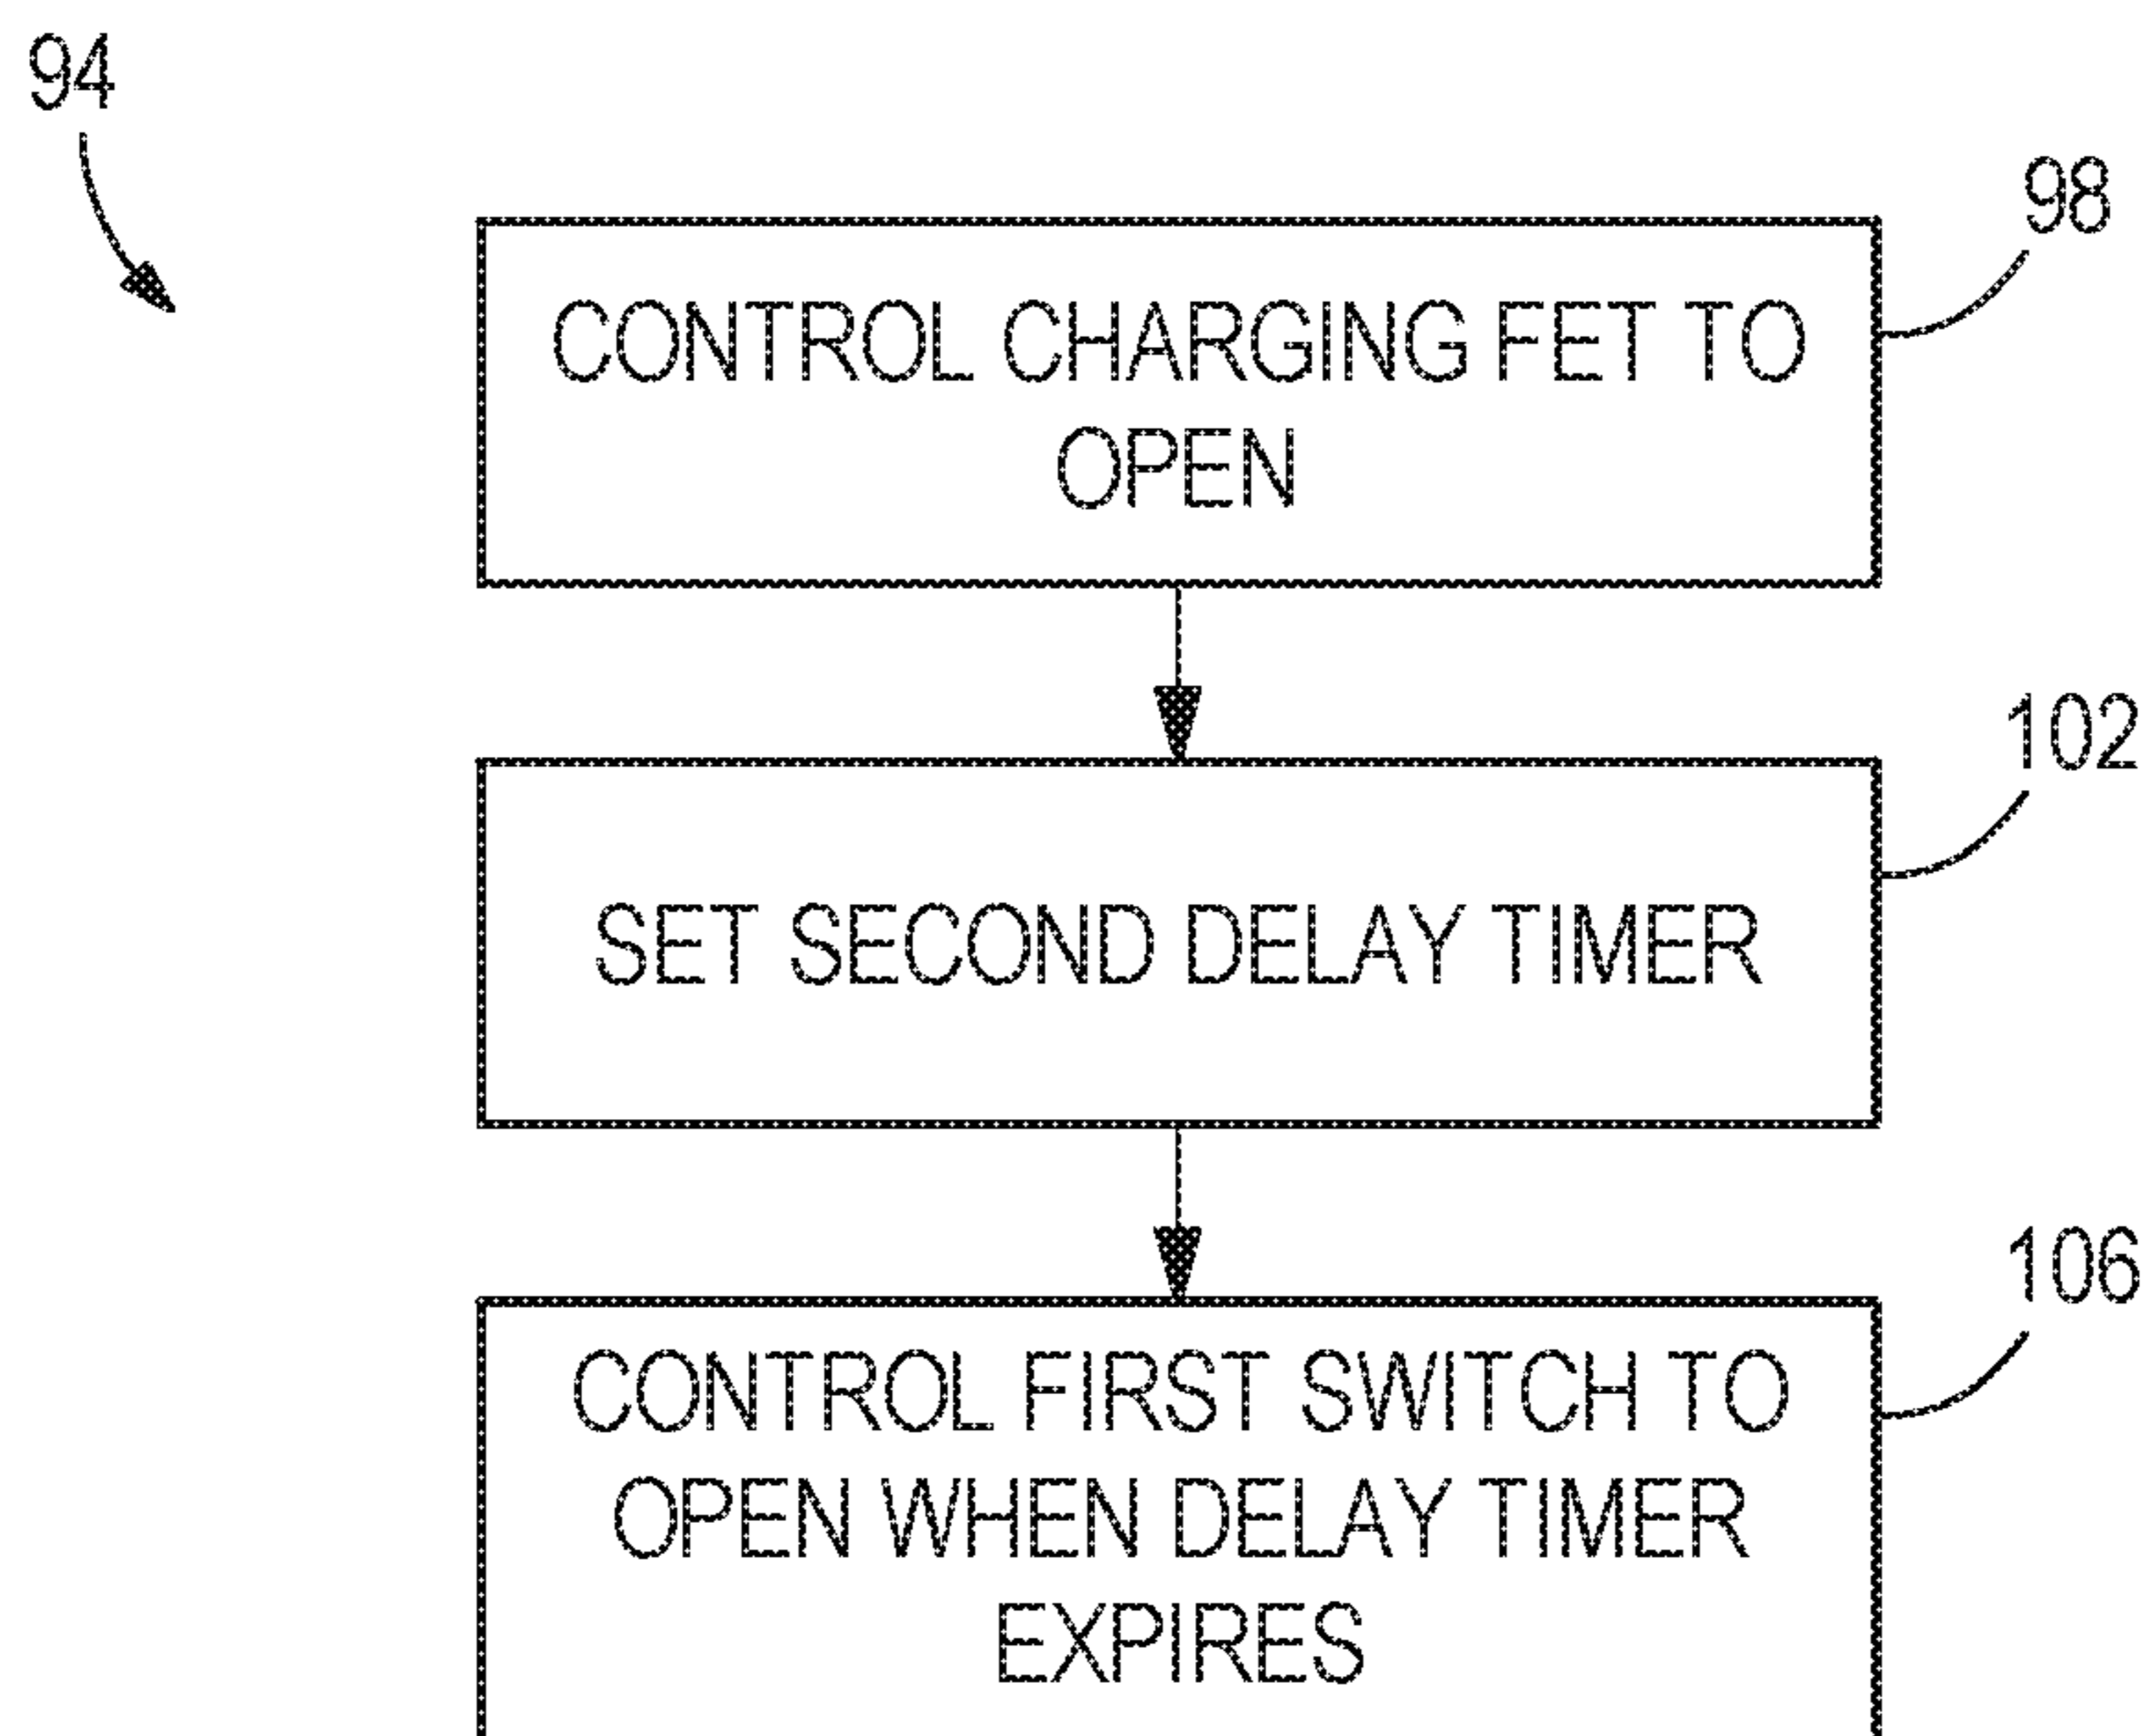 94
98
CONTROL CHARGING FET TO
OPEN
102
SET SECOND DELAY TIMER
106
CONTROL FIRST SWITCH TO
OPEN WHEN DELAY TIMER
EXPIRES